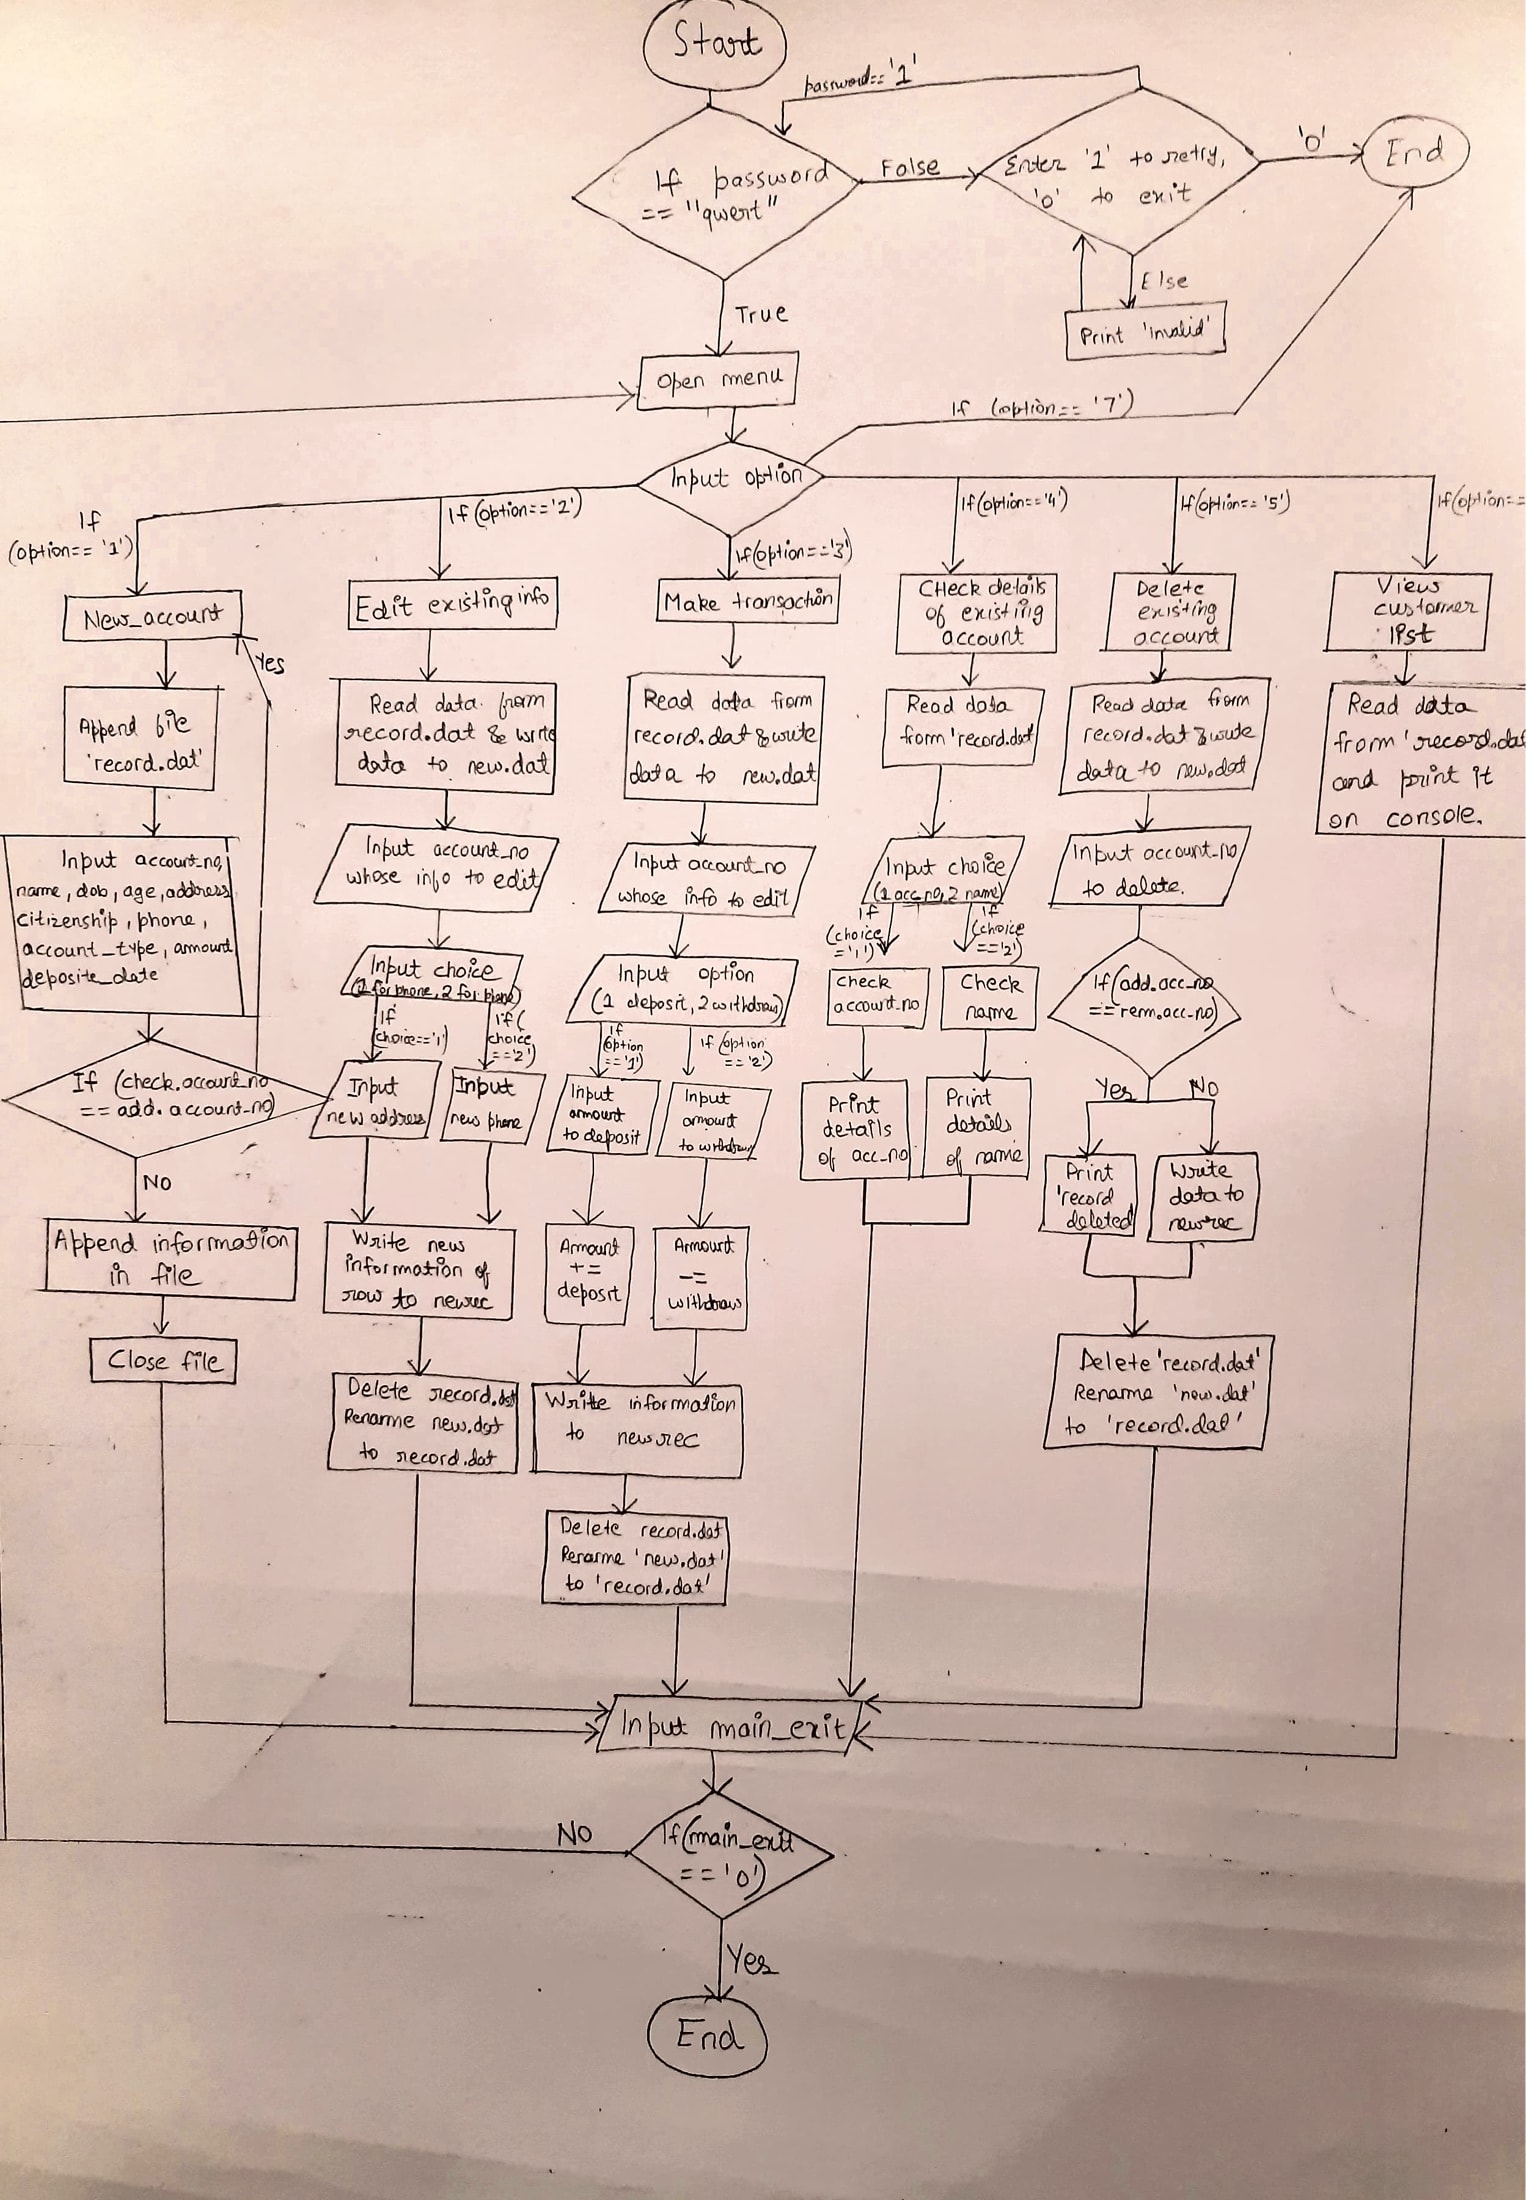 Start
password=='1'
If password
=="qwert"
False
Enter '1' to retry,
'0' to exit
'0'
End
Else
Print 'invalid'
True
Open menu
If (option=='7')
Input option
If
(option=='1')
If (option=='2')
If(option=='3')
If(option=='4')
If(option=='5')
If(option==
New_account
Yes
Append file
'record.dat'
Input account_no,
name, dob, age, address
citizenship, phone,
account_type, amount
deposite_date
If (check.account_no
== add.account_no)
NO
Append information
in file
Close file
Edit existing info
Read data from
record.dat & write
data to new.dat
Input account_no
whose info to edit
Input choice
(1 for phone, 2 for phone)
If
(choice=='1')
If(
choice
=='2')
Input
new address
Input
new phone
Write new
information of
row to newrec
Delete record.dat
Rename new.dat
to record.dat
Make transaction
Read data from
record.dat & write
data to new.dat
Input account_no
whose info to edit
Input option
(1 deposit, 2 withdraw)
If
(option
=='1')
If (option
=='2')
Input
amount
to deposit
Input
amount
to withdraw
Amount
+=
deposit
Amount
-=
withdraw
Write information
to newrec
Delete record.dat
Rename 'new.dat'
to 'record.dat'
CHeck details
of existing
account
Read data
from 'record.dat
Input choice
(1 acc_no, 2 name)
If
(choice
='1')
If
(choice
=='2')
Check
account_no
Check
name
Print
details
of acc_no
Print
details
of name
Delete
existing
account
Read data from
record.dat & write
data to new.dat
Input account_no
to delete.
If(add.acc_no
==rem.acc_no)
Yes
NO
Print
'record
deleted
Write
data to
newrec
Delete 'record.dat'
Rename 'new.dat'
to 'record.dat'
View
customer
list
Read data
from 'record.dat
and print it
on console.
Input main_exit
If(main_exit
=='0')
NO
Yes
End